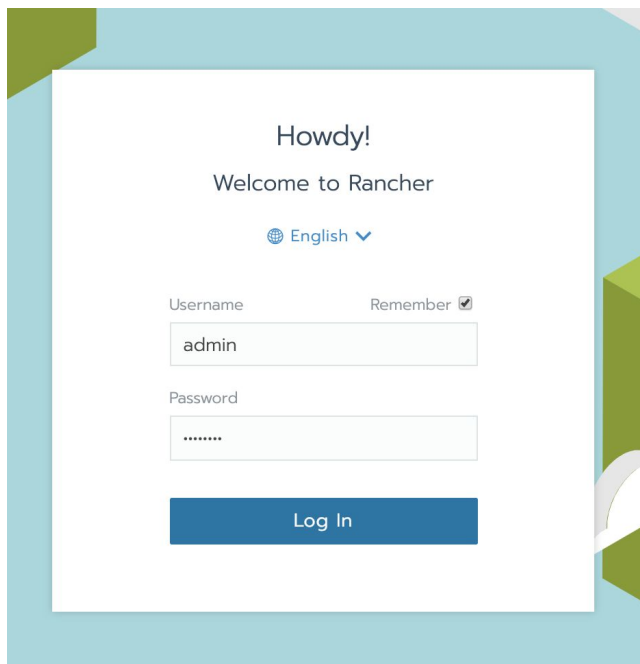 Howdy!
Welcome to Rancher
English
Username Remember
admin
Password
••••••••
Log In